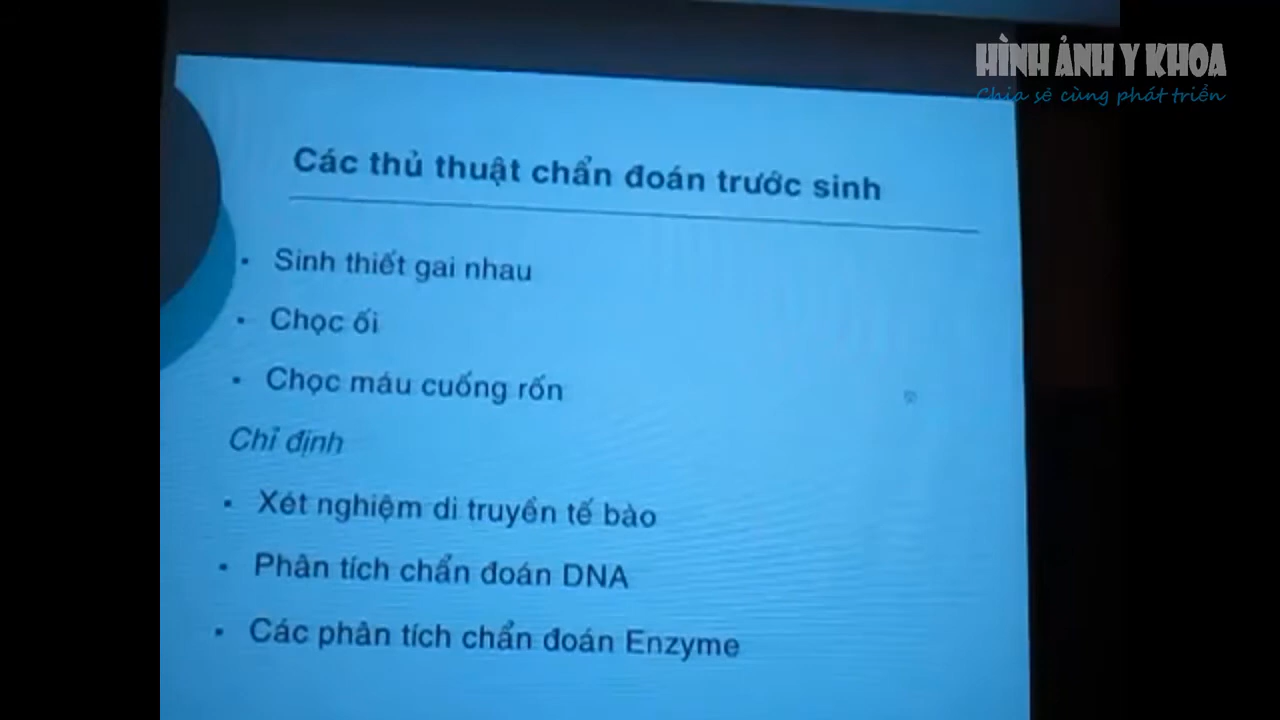 HÌNH ẢNH Y KHOA
Chia sẻ cùng phát triển
Các thủ thuật chẩn đoán trước sinh
Sinh thiết gai nhau
Chọc ối
Chọc máu cuống rốn
Chỉ định
Xét nghiệm di truyền tế bào
Phân tích chẩn đoán DNA
Các phân tích chẩn đoán Enzyme